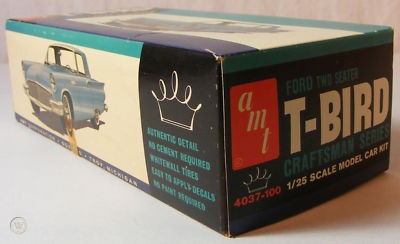 AUTHENTIC DETAIL
NO CEMENT REQUIRED
WHITEWALL TIRES
EASY TO APPLY DECALS
NO PAINT REQUIRED
TROY MICHIGAN
amt
FORD TWO SEATER
T-BIRD
CRAFTSMAN SERIES
4037-100
1/25 SCALE MODEL CAR KIT